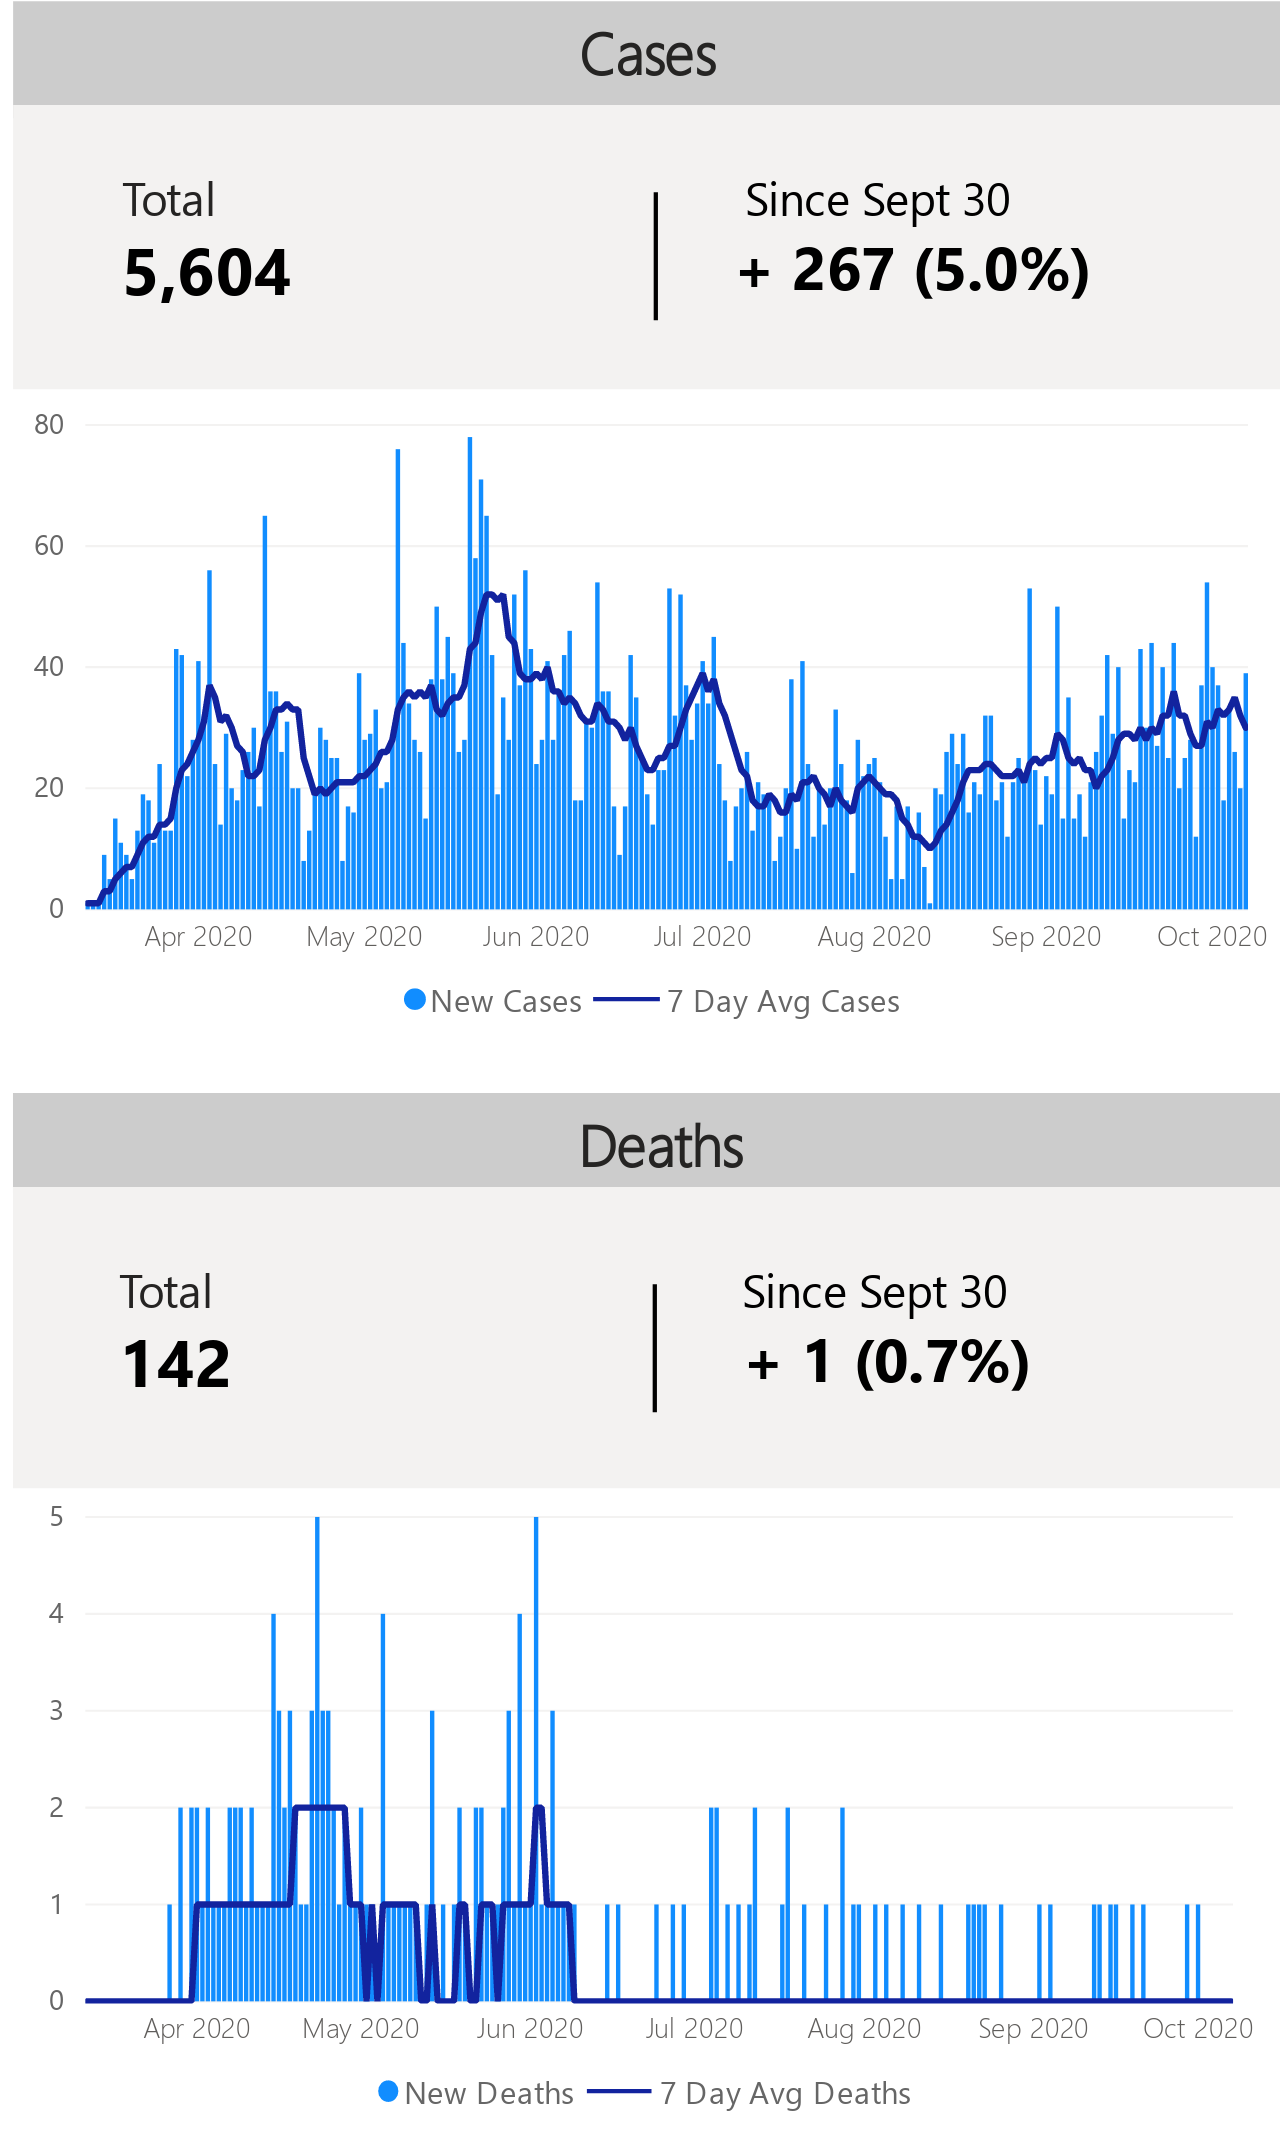 Cases
Total
Since Sept 30
5,604
+ 267 (5.0%)
80
60
40
20
0
Apr 2020 May 2020 Jun 2020 Jul 2020 Aug 2020 Sep 2020 Oct 2020
New Cases 7 Day Avg Cases
Deaths
Total
Since Sept 30
142
+ 1 (0.7%)
5
4
3
2
1
0
Apr 2020 May 2020 Jun 2020 Jul 2020 Aug 2020 Sep 2020 Oct 2020
New Deaths 7 Day Avg Deaths